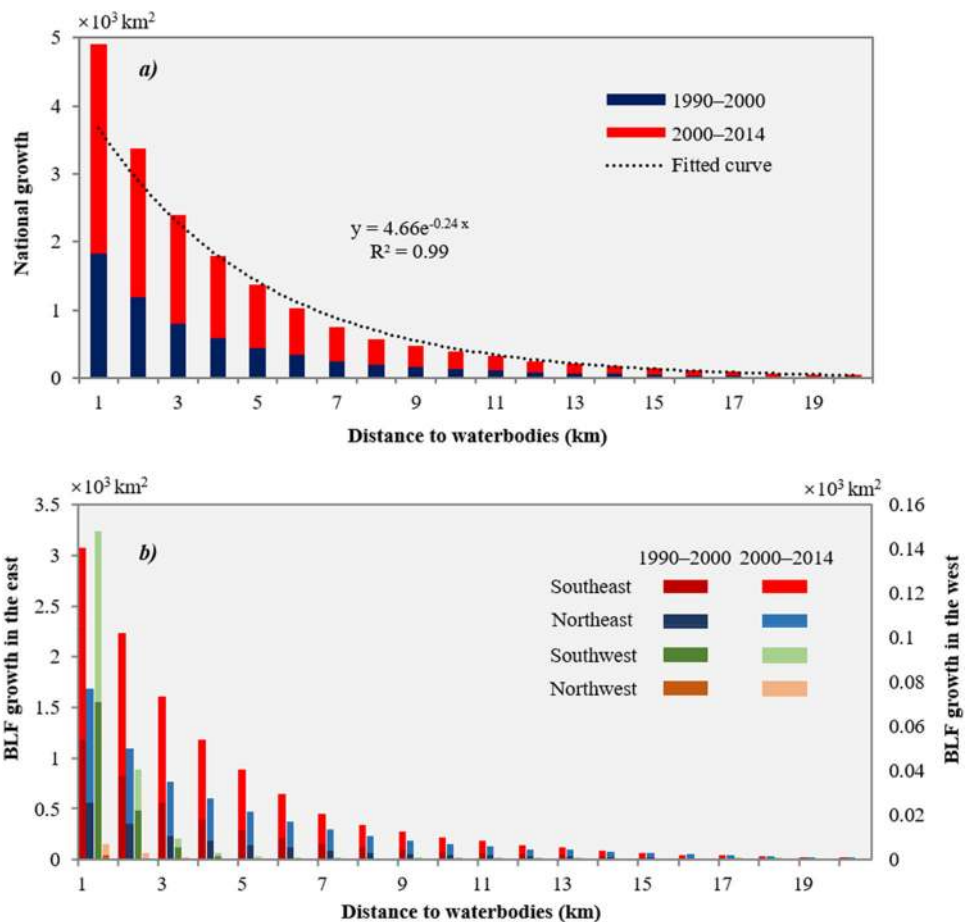 ×10³ km²
a)
5
4
3
2
1
0
National growth
1990–2000
2000–2014
Fitted curve
y = 4.66e⁻⁰·²⁴ ˣ
R² = 0.99
1 3 5 7 9 11 13 15 17 19
Distance to waterbodies (km)
×10³ km² ×10³ km²
b)
3.5
3
2.5
2
1.5
1
0.5
0
BLF growth in the east
1990–2000 2000–2014
Southeast
Northeast
Southwest
Northwest
0.16
0.14
0.12
0.1
0.08
0.06
0.04
0.02
0
BLF growth in the west
1 3 5 7 9 11 13 15 17 19
Distance to waterbodies (km)